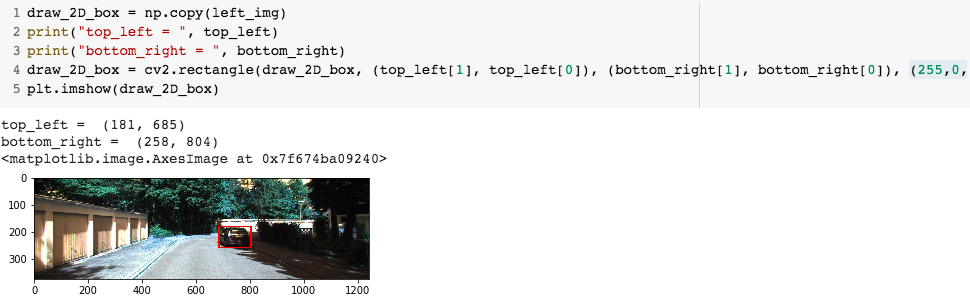 1 draw_2D_box = np.copy(left_img)
2 print("top_left = ", top_left)
3 print("bottom_right = ", bottom_right)
4 draw_2D_box = cv2.rectangle(draw_2D_box, (top_left[1], top_left[0]), (bottom_right[1], bottom_right[0]), (255,0,
5 plt.imshow(draw_2D_box)
top_left =  (181, 685)
bottom_right =  (258, 804)
<matplotlib.image.AxesImage at 0x7f674ba09240>
0
100
200
300
0 200 400 600 800 1000 1200